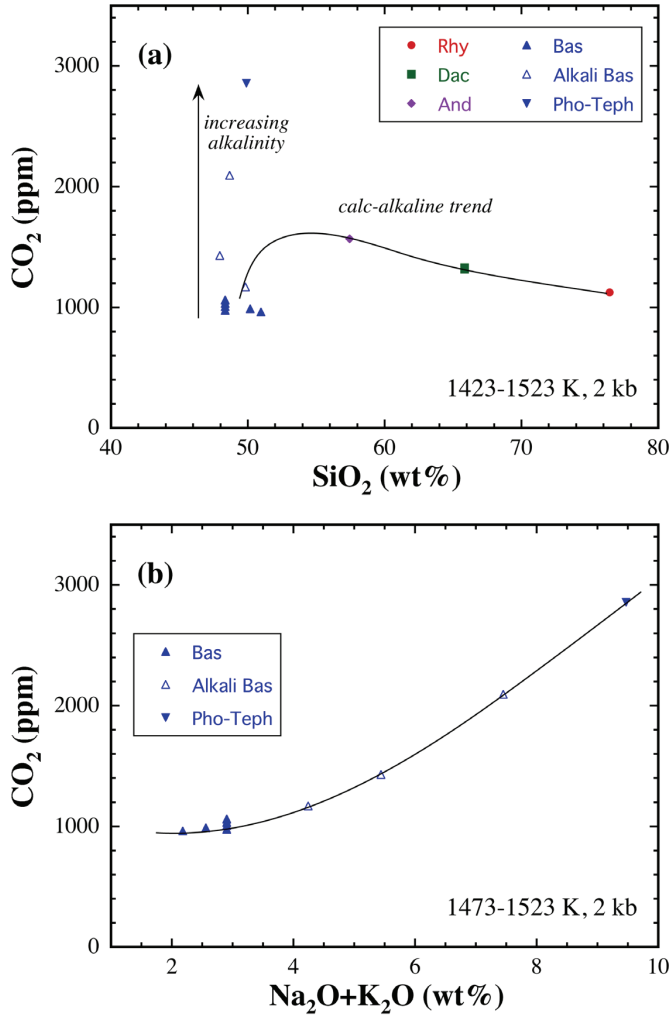 (a)
Rhy
Bas
Dac
Alkali Bas
And
Pho-Teph
increasing
alkalinity
calc-alkaline trend
1423-1523 K, 2 kb
CO₂ (ppm)
3000
2000
1000
0
40
50
60
70
80
SiO₂ (wt%)
(b)
Bas
Alkali Bas
Pho-Teph
1473-1523 K, 2 kb
CO₂ (ppm)
3000
2000
1000
0
2
4
6
8
10
Na₂O+K₂O (wt%)